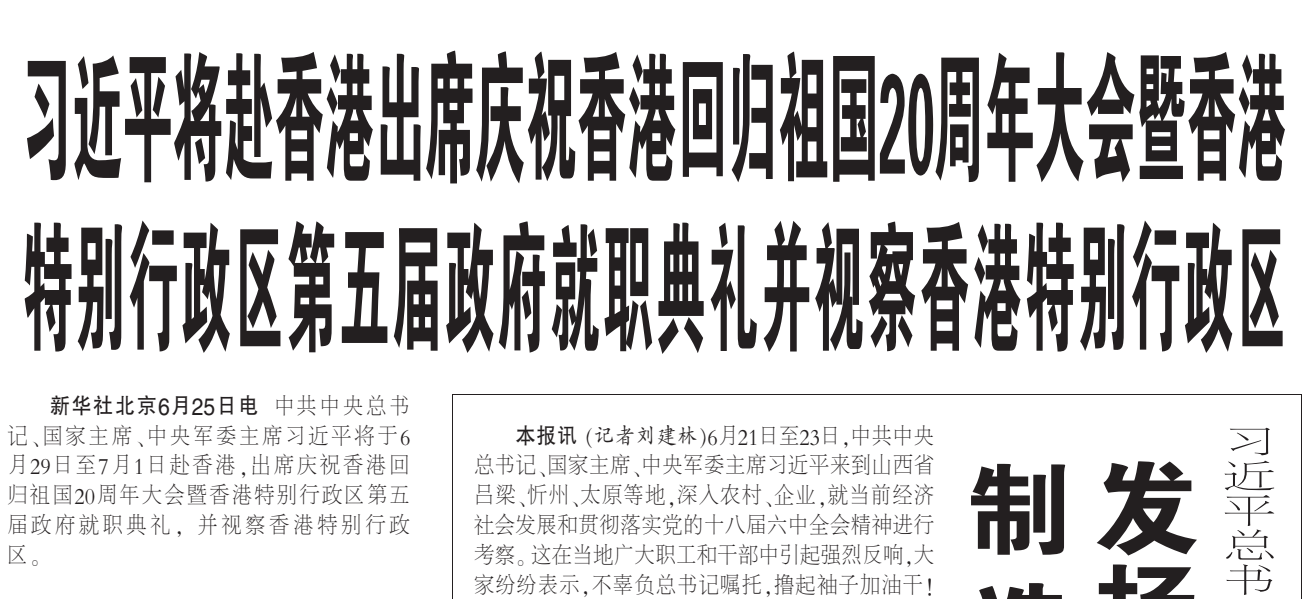 习近平将赴香港出席庆祝香港回归祖国20周年大会暨香港
特别行政区第五届政府就职典礼并视察香港特别行政区
新华社北京6月25日电 中共中央总书
记、国家主席、中央军委主席习近平将于6
月29日至7月1日赴香港,出席庆祝香港回
归祖国20周年大会暨香港特别行政区第五
届政府就职典礼，并视察香港特别行政
区。
本报讯 (记者刘建林)6月21日至23日,中共中央
总书记、国家主席、中央军委主席习近平来到山西省
吕梁、忻州、太原等地,深入农村、企业,就当前经济
社会发展和贯彻落实党的十八届六中全会精神进行
考察。这在当地广大职工和干部中引起强烈反响,大
家纷纷表示,不辜负总书记嘱托,撸起袖子加油干!
习近平总书
发
制